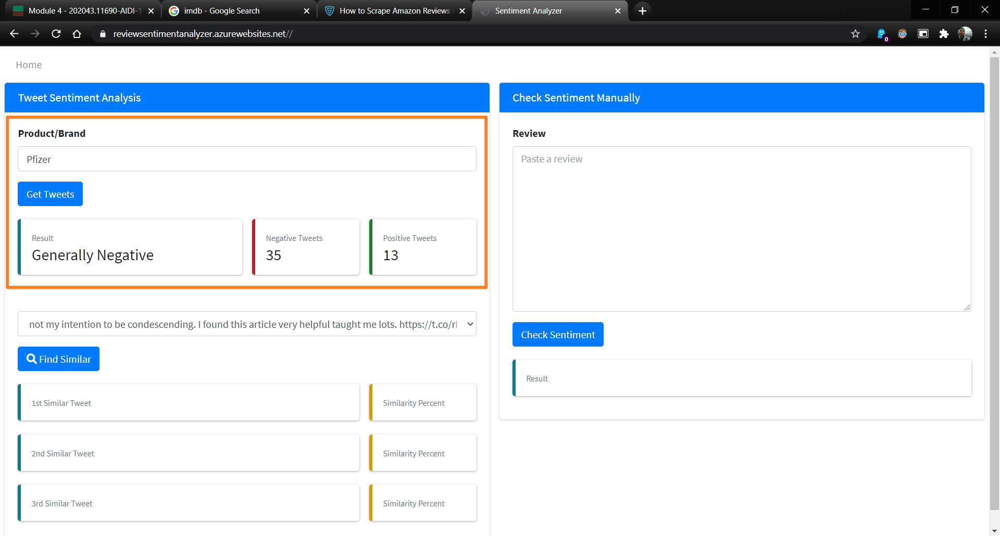 Module 4 - 202043.11690-AIDI-1
imdb - Google Search
How to Scrape Amazon Reviews
Sentiment Analyzer
reviewsentimentanalyzer.azurewebsites.net//
0
Home
Tweet Sentiment Analysis
Product/Brand
Pfizer
Get Tweets
Result
Generally Negative
Negative Tweets
35
Positive Tweets
13
not my intention to be condescending. I found this article very helpful taught me lots. https://t.co/rI
Find Similar
1st Similar Tweet
Similarity Percent
2nd Similar Tweet
Similarity Percent
3rd Similar Tweet
Similarity Percent
Check Sentiment Manually
Review
Paste a review
Check Sentiment
Result